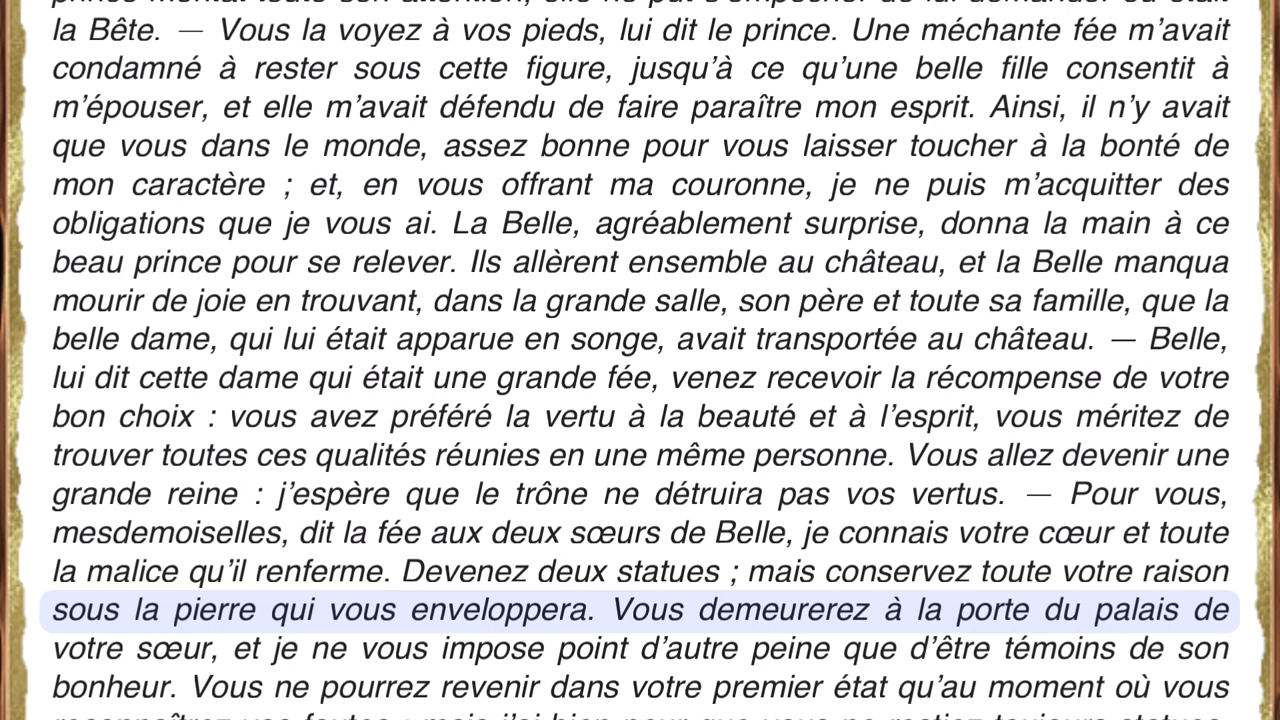 la Bête. — Vous la voyez à vos pieds, lui dit le prince. Une méchante fée m’avait
condamné à rester sous cette figure, jusqu’à ce qu’une belle fille consentit à
m’épouser, et elle m’avait défendu de faire paraître mon esprit. Ainsi, il n’y avait
que vous dans le monde, assez bonne pour vous laisser toucher à la bonté de
mon caractère ; et, en vous offrant ma couronne, je ne puis m’acquitter des
obligations que je vous ai. La Belle, agréablement surprise, donna la main à ce
beau prince pour se relever. Ils allèrent ensemble au château, et la Belle manqua
mourir de joie en trouvant, dans la grande salle, son père et toute sa famille, que la
belle dame, qui lui était apparue en songe, avait transportée au château. — Belle,
lui dit cette dame qui était une grande fée, venez recevoir la récompense de votre
bon choix : vous avez préféré la vertu à la beauté et à l’esprit, vous méritez de
trouver toutes ces qualités réunies en une même personne. Vous allez devenir une
grande reine : j’espère que le trône ne détruira pas vos vertus. — Pour vous,
mesdemoiselles, dit la fée aux deux sœurs de Belle, je connais votre cœur et toute
la malice qu’il renferme. Devenez deux statues ; mais conservez toute votre raison
sous la pierre qui vous enveloppera. Vous demeurerez à la porte du palais de
votre sœur, et je ne vous impose point d’autre peine que d’être témoins de son
bonheur. Vous ne pourrez revenir dans votre premier état qu’au moment où vous